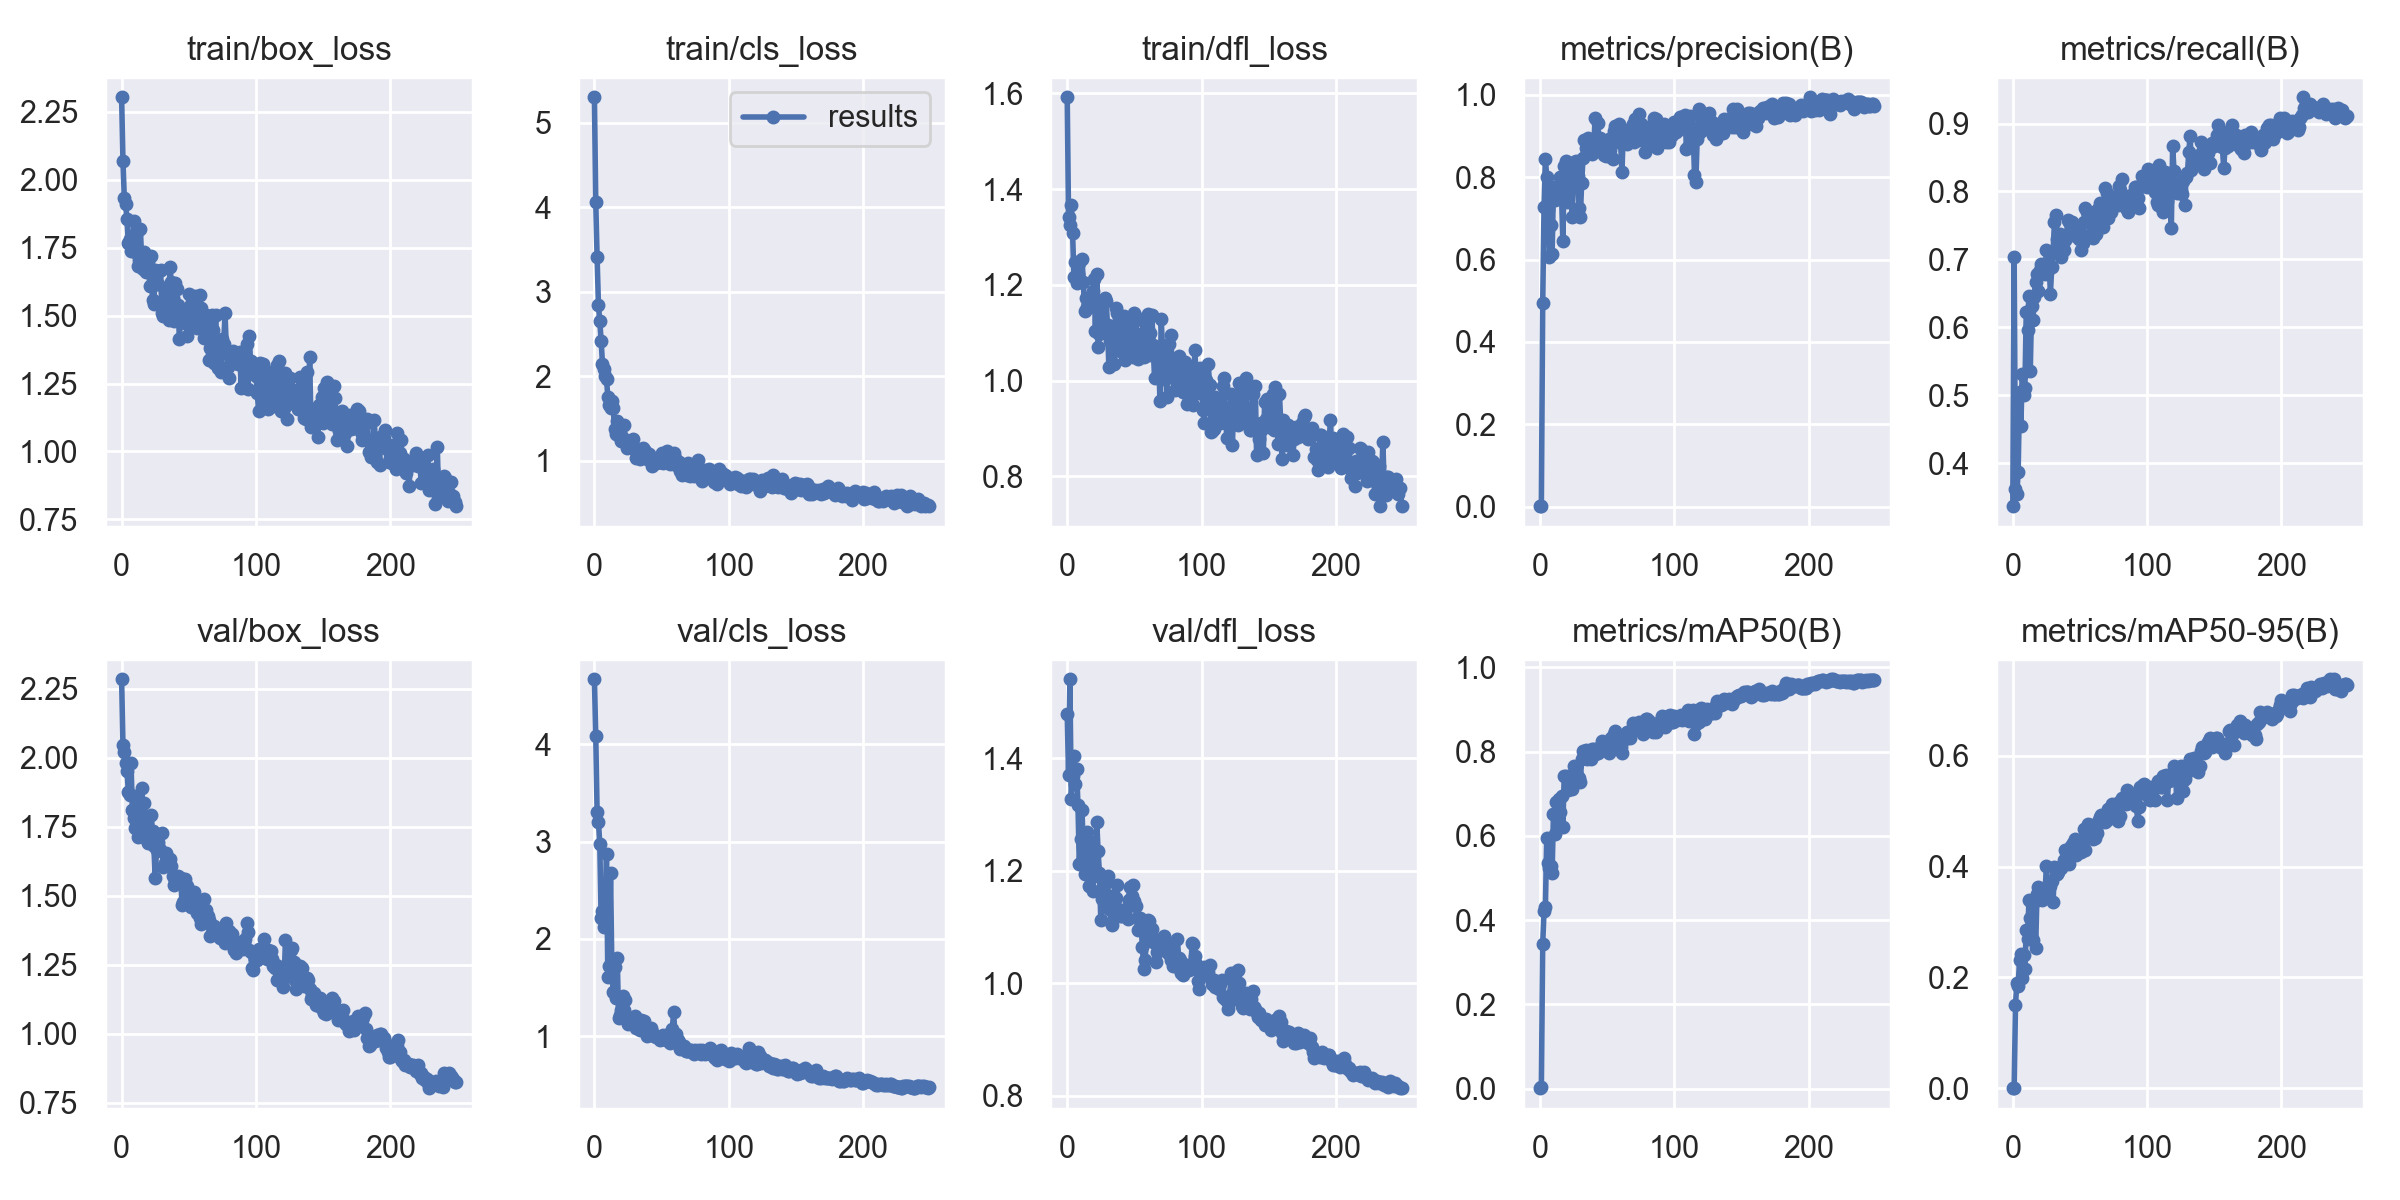 train/box_loss
2.25
2.00
1.75
1.50
1.25
1.00
0.75
0 100 200
train/cls_loss
results
5
4
3
2
1
0 100 200
train/dfl_loss
1.6
1.4
1.2
1.0
0.8
0 100 200
metrics/precision(B)
1.0
0.8
0.6
0.4
0.2
0.0
0 100 200
metrics/recall(B)
0.9
0.8
0.7
0.6
0.5
0.4
0 100 200
val/box_loss
2.25
2.00
1.75
1.50
1.25
1.00
0.75
0 100 200
val/cls_loss
4
3
2
1
0 100 200
val/dfl_loss
1.4
1.2
1.0
0.8
0 100 200
metrics/mAP50(B)
1.0
0.8
0.6
0.4
0.2
0.0
0 100 200
metrics/mAP50-95(B)
0.6
0.4
0.2
0.0
0 100 200